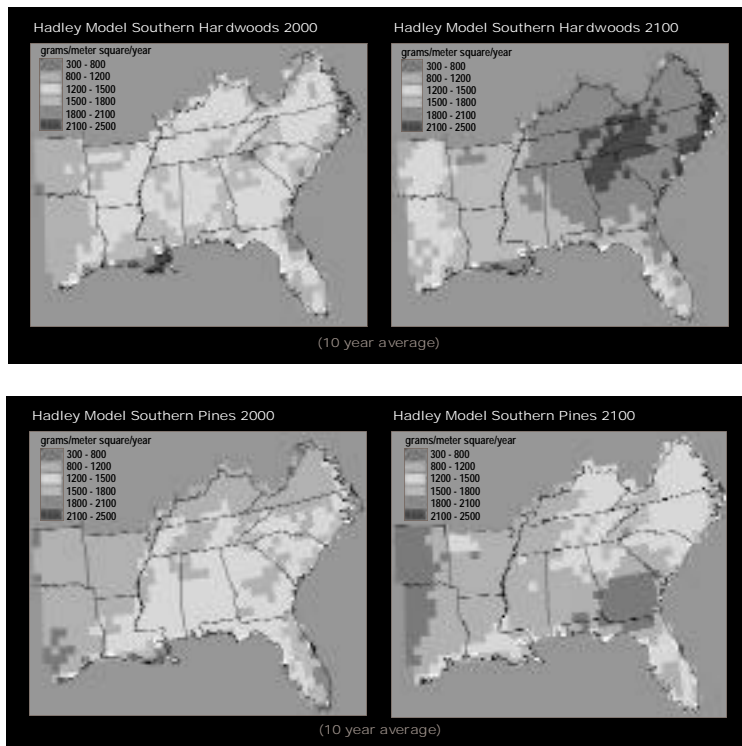 Hadley Model Southern Hardwoods 2000
grams/meter square/year
300 - 800
800 - 1200
1200 - 1500
1500 - 1800
1800 - 2100
2100 - 2500
Hadley Model Southern Hardwoods 2100
grams/meter square/year
300 - 800
800 - 1200
1200 - 1500
1500 - 1800
1800 - 2100
2100 - 2500
(10 year average)
Hadley Model Southern Pines 2000
grams/meter square/year
300 - 800
800 - 1200
1200 - 1500
1500 - 1800
1800 - 2100
2100 - 2500
Hadley Model Southern Pines 2100
grams/meter square/year
300 - 800
800 - 1200
1200 - 1500
1500 - 1800
1800 - 2100
2100 - 2500
(10 year average)